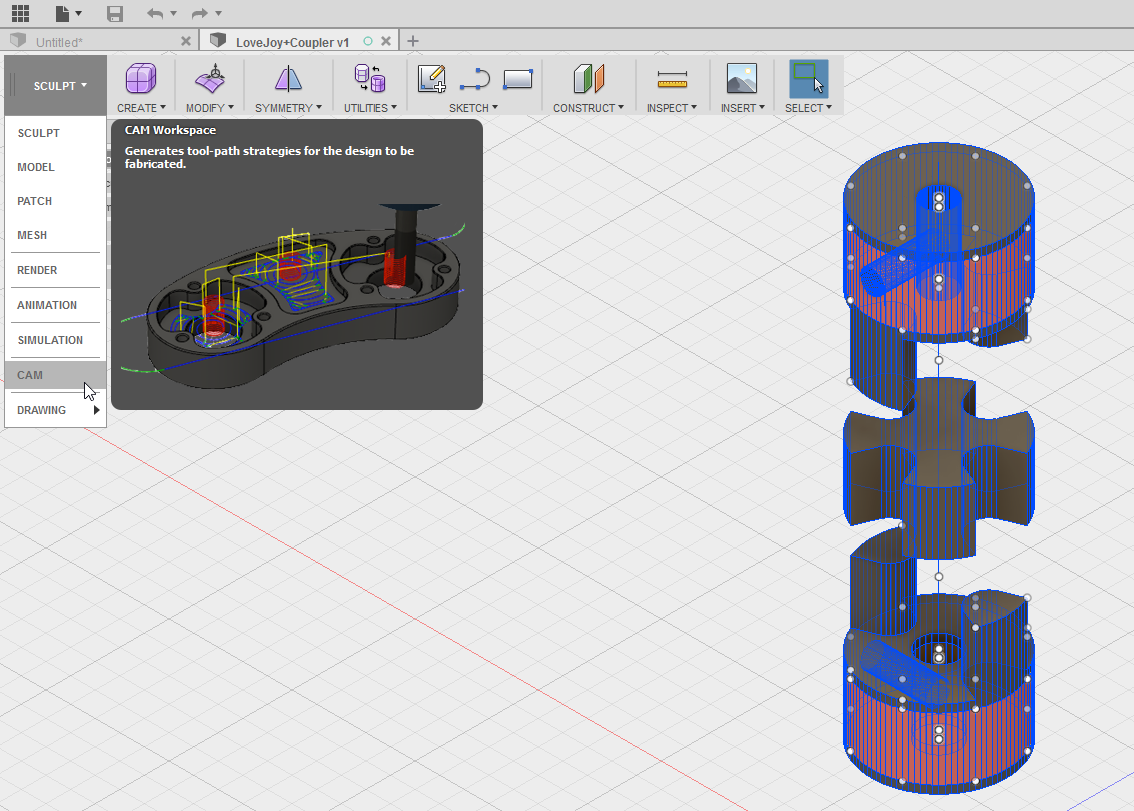 Untitled*
LoveJoy+Coupler v1
SCULPT
CREATE
MODIFY
SYMMETRY
UTILITIES
SKETCH
CONSTRUCT
INSPECT
INSERT
SELECT
SCULPT
MODEL
PATCH
MESH
RENDER
ANIMATION
SIMULATION
CAM
DRAWING
CAM Workspace
Generates tool-path strategies for the design to be
fabricated.